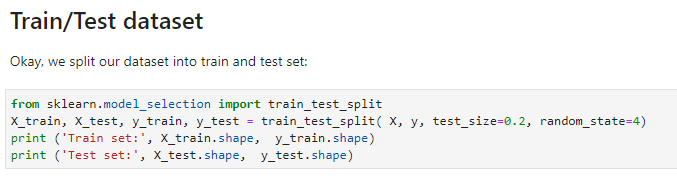 Train/Test dataset
Okay, we split our dataset into train and test set:
from sklearn.model_selection import train_test_split
X_train, X_test, y_train, y_test = train_test_split( X, y, test_size=0.2, random_state=4)
print ('Train set:', X_train.shape,  y_train.shape)
print ('Test set:', X_test.shape,  y_test.shape)